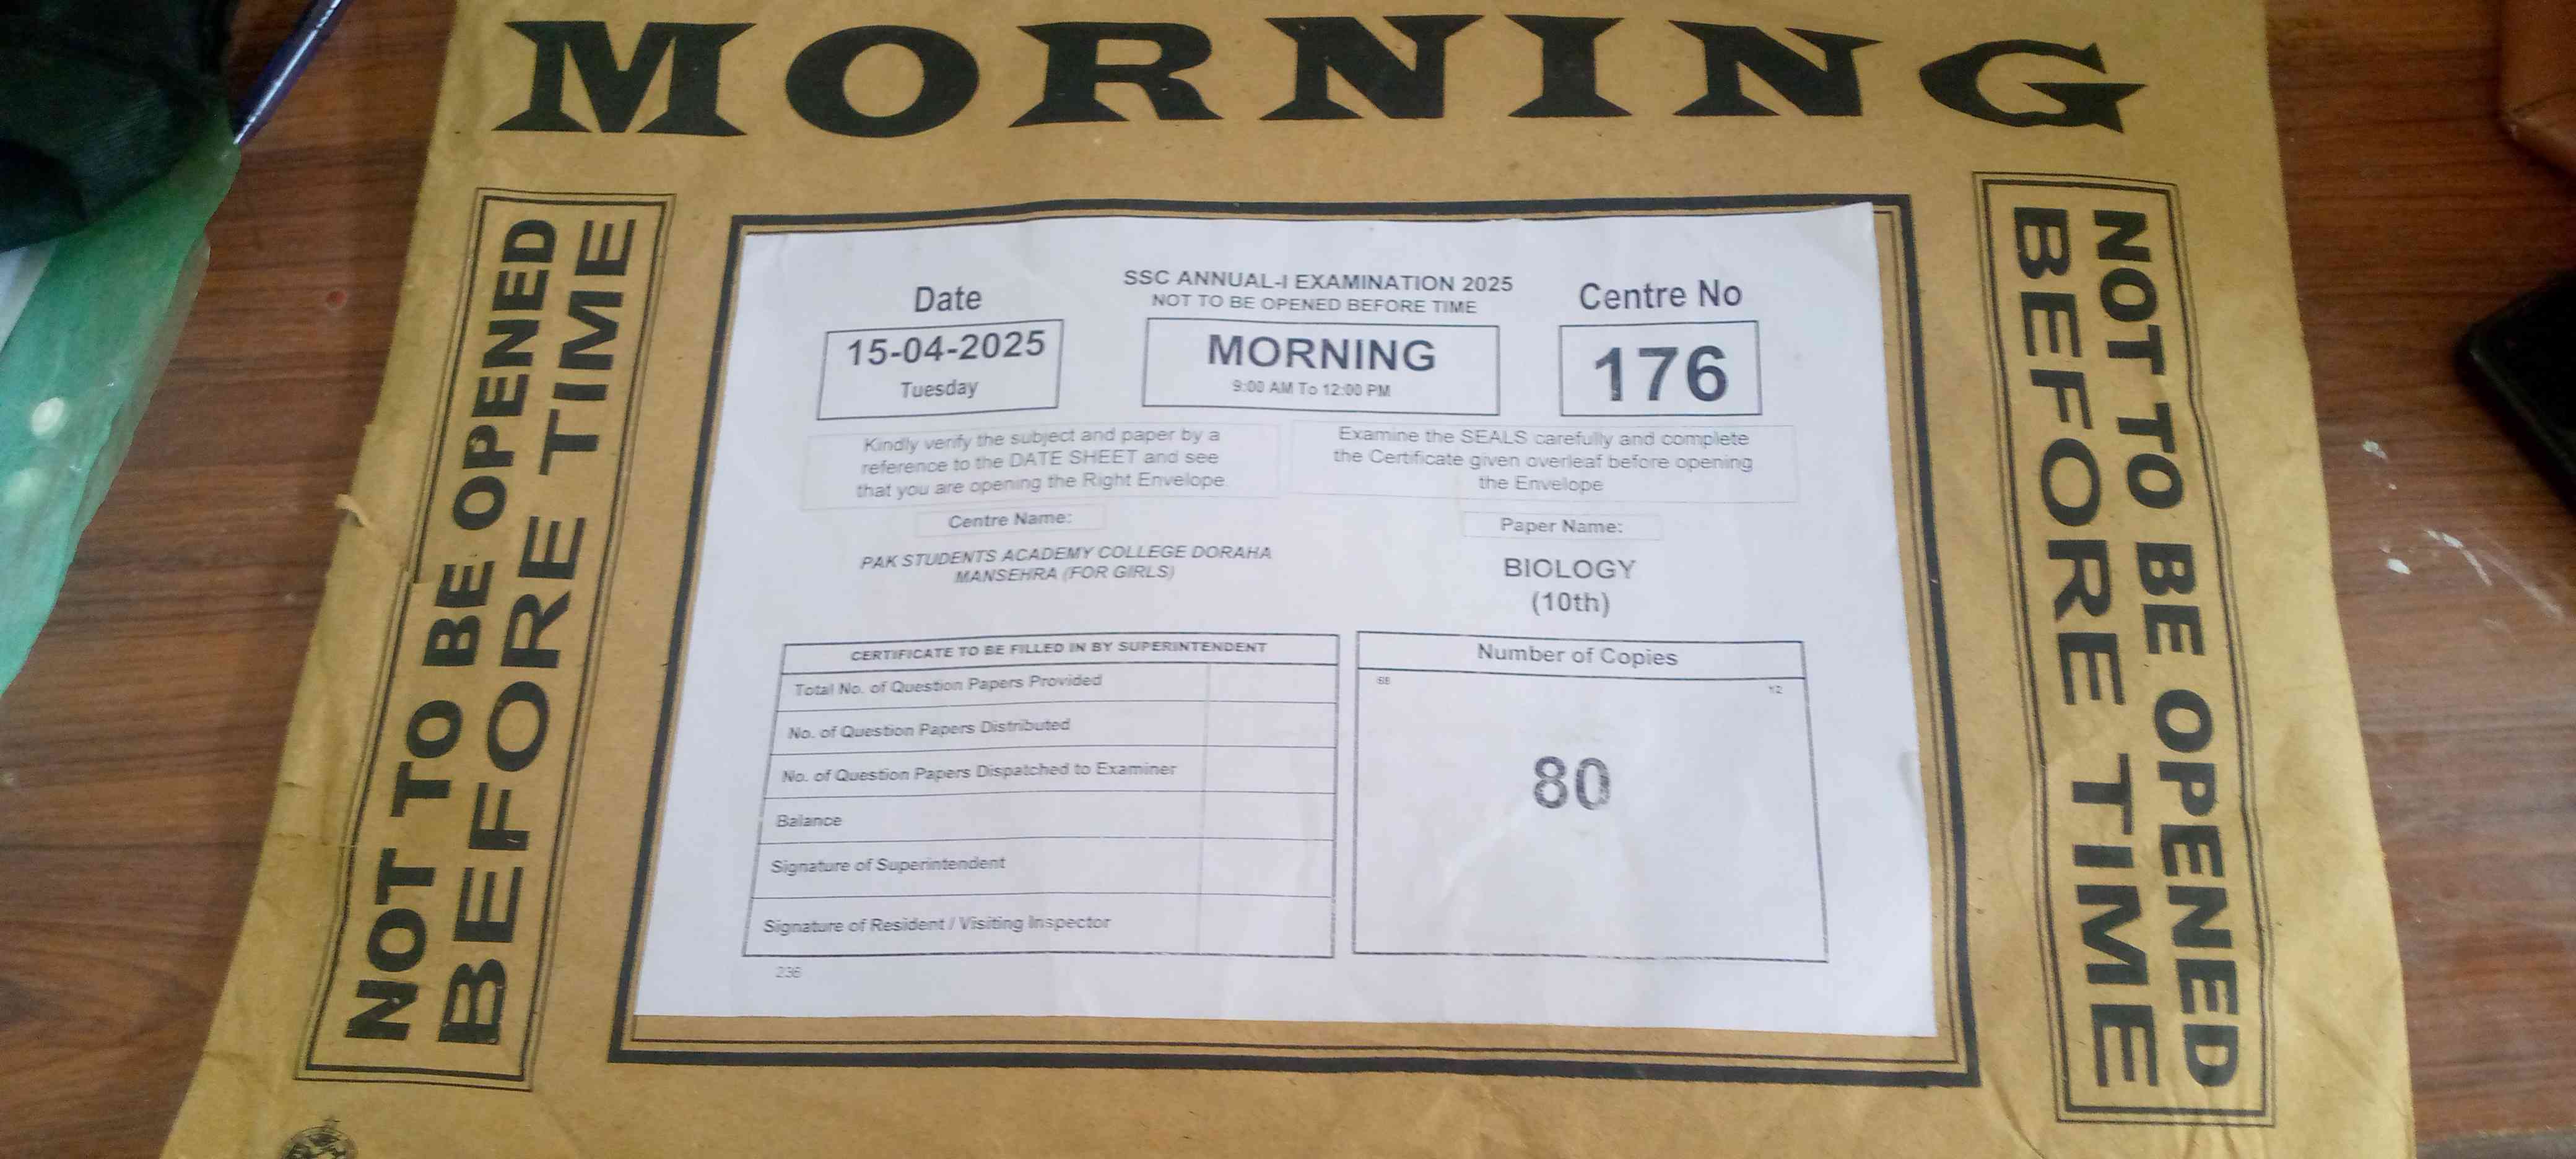 MORNING
NOT TO BE OPENED
BEFORE TIME
SSC ANNUAL-I EXAMINATION 2025
NOT TO BE OPENED BEFORE TIME
Date
15-04-2025
Tuesday
MORNING
9:00 AM To 12:00 PM
Centre No
176
Kindly verify the subject and paper by a
reference to the DATE SHEET and see
that you are opening the Right Envelope.
Examine the SEALS carefully and complete
the Certificate given overleaf before opening
the Envelope
Centre Name:
PAK STUDENTS ACADEMY COLLEGE DORAHA
MANSEHRA (FOR GIRLS)
Paper Name:
BIOLOGY
(10th)
CERTIFICATE TO BE FILLED IN BY SUPERINTENDENT
Total No. of Question Papers Provided
No. of Question Papers Distributed
No. of Question Papers Dispatched to Examiner
Balance
Signature of Superintendent
Signature of Resident / Visiting Inspector
236
Number of Copies
80
NOT TO BE OPENED
BEFORE TIME